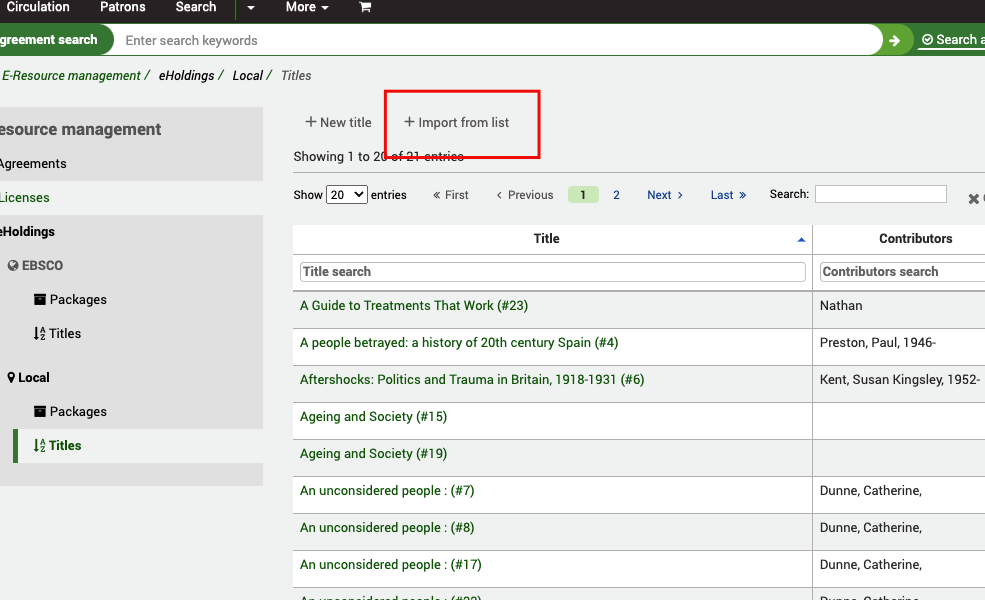 Circulation Patrons Search More
greement search Enter search keywords Search a
E-Resource management / eHoldings / Local / Titles
esource management
Agreements
Licenses
eHoldings
EBSCO
Packages
Titles
Local
Packages
Titles
+ New title + Import from list
Showing 1 to 20 of 21 entries
Show 20 entries « First ‹ Previous 1 2 Next › Last » Search:
Title Contributors
Title search Contributors search
A Guide to Treatments That Work (#23) Nathan
A people betrayed: a history of 20th century Spain (#4) Preston, Paul, 1946-
Aftershocks: Politics and Trauma in Britain, 1918-1931 (#6) Kent, Susan Kingsley, 1952-
Ageing and Society (#15)
Ageing and Society (#19)
An unconsidered people : (#7) Dunne, Catherine,
An unconsidered people : (#8) Dunne, Catherine,
An unconsidered people : (#17) Dunne, Catherine,